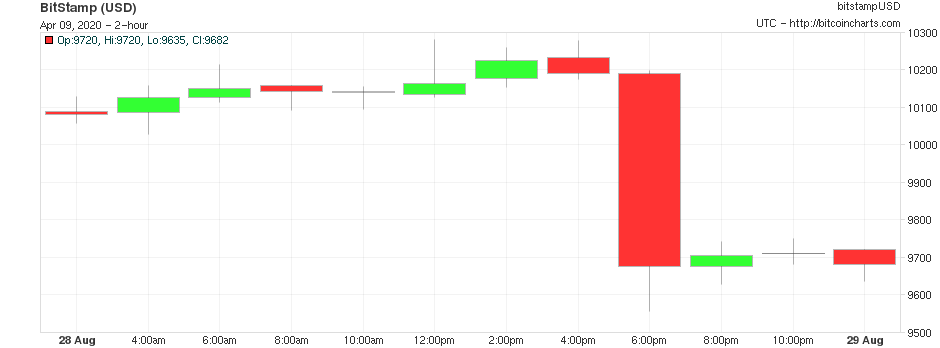 BitStamp (USD)
bitstampUSD
Apr 09, 2020 - 2-hour
UTC - http://bitcoincharts.com
Op:9720, Hi:9720, Lo:9635, Cl:9682
10300
10200
10100
10000
9900
9800
9700
9600
9500
28 Aug 4:00am 6:00am 8:00am 10:00am 12:00pm 2:00pm 4:00pm 6:00pm 8:00pm 10:00pm 29 Aug